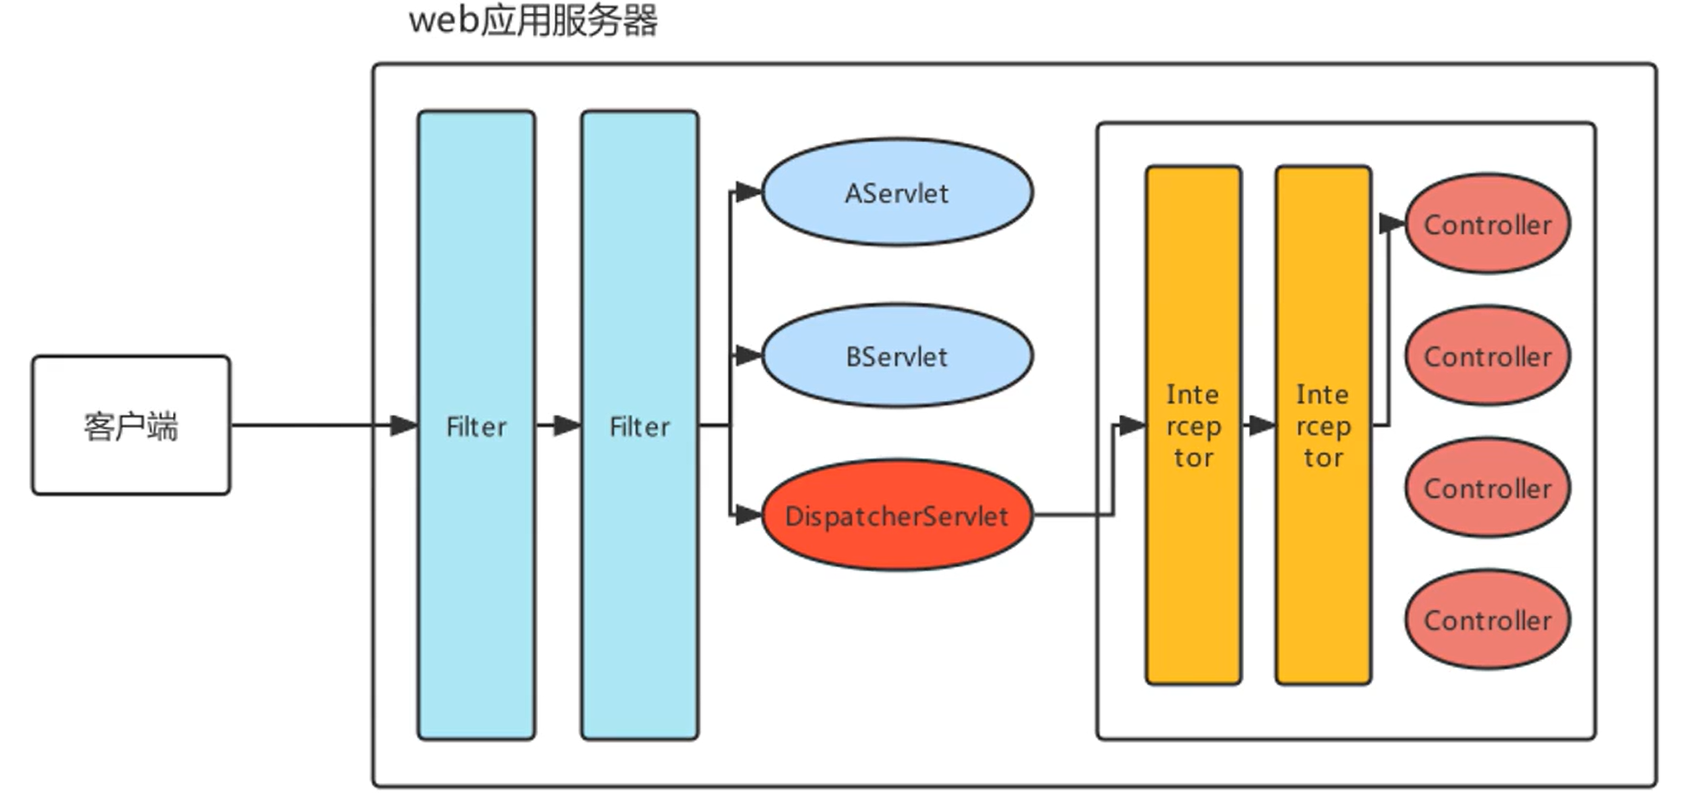 web应用服务器
客户端
Filter
Filter
AServlet
BServlet
DispatcherServlet
Inte
rcep
tor
Inte
rcep
tor
Controller
Controller
Controller
Controller